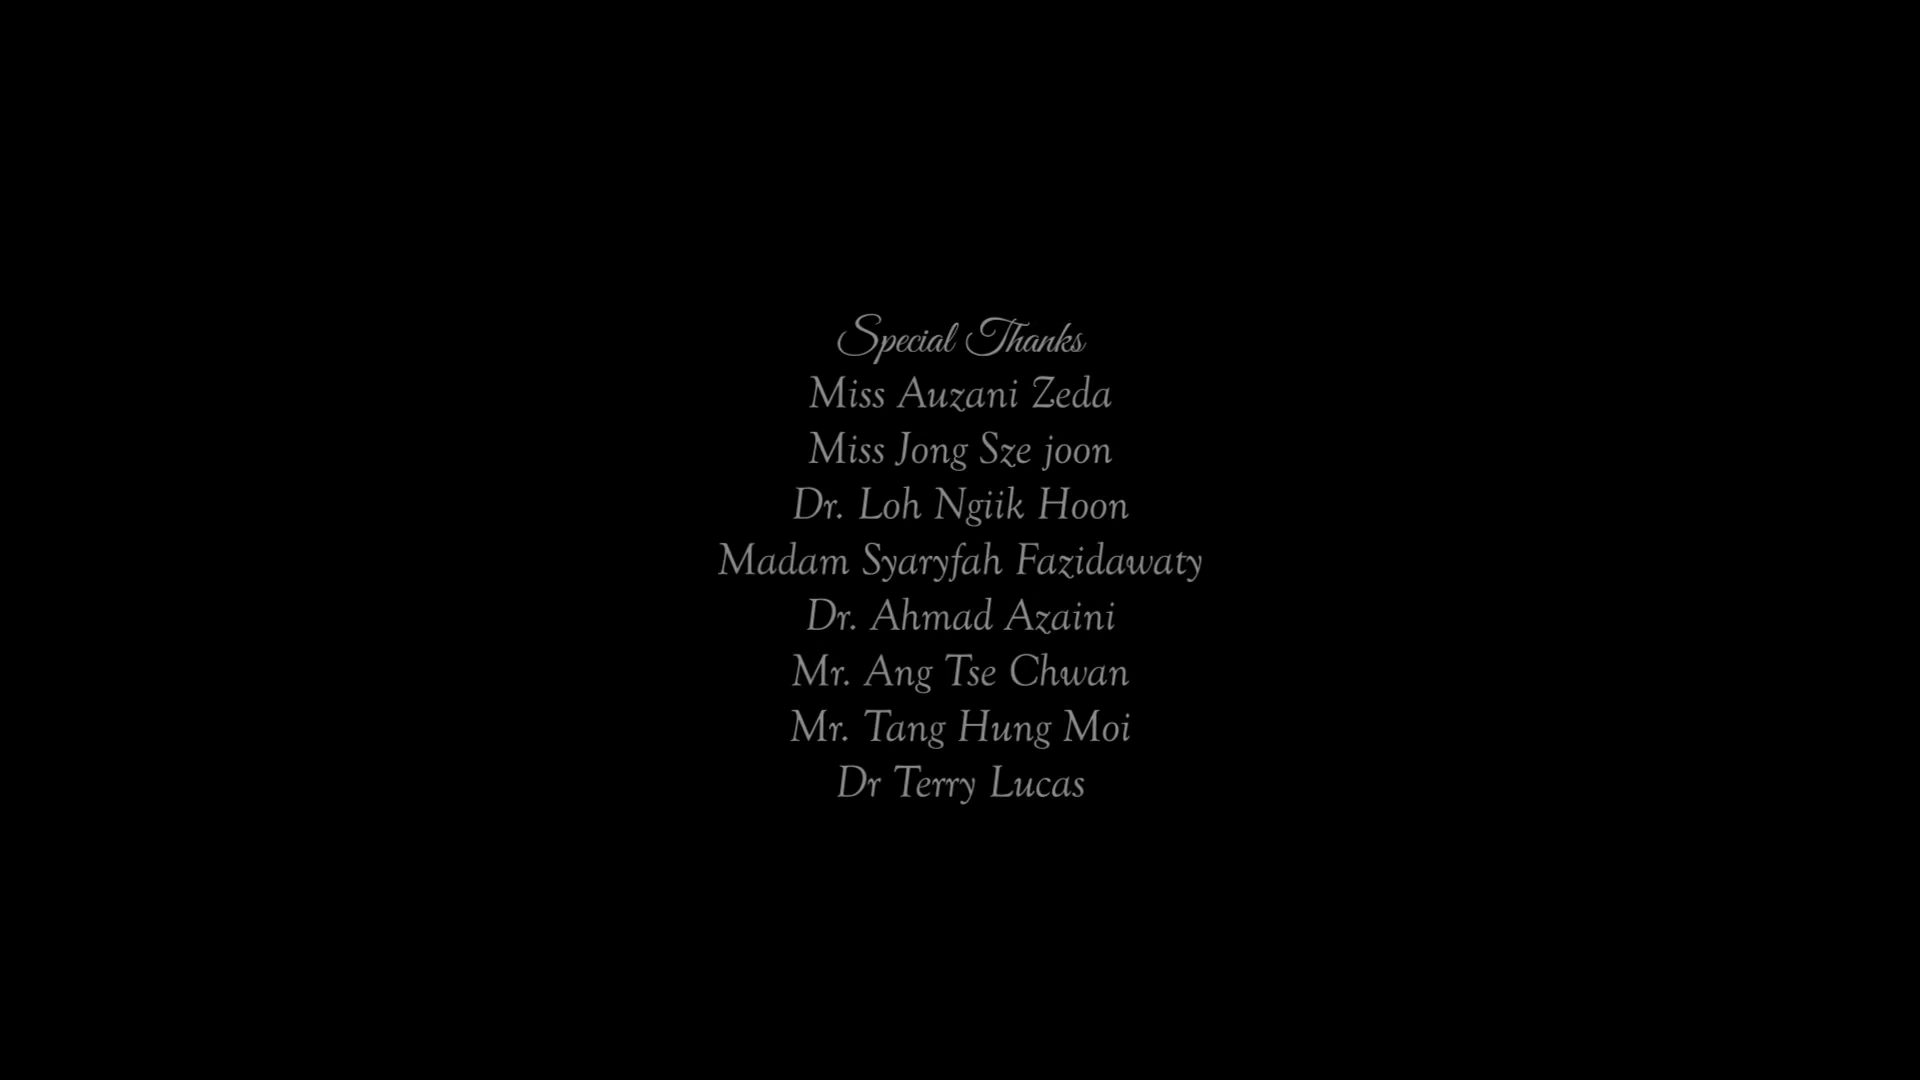 Special Thanks
Miss Auzani Zeda
Miss Jong Sze joon
Dr. Loh Ngiik Hoon
Madam Syaryfah Fazidawaty
Dr. Ahmad Azaini
Mr. Ang Tse Chwan
Mr. Tang Hung Moi
Dr Terry Lucas